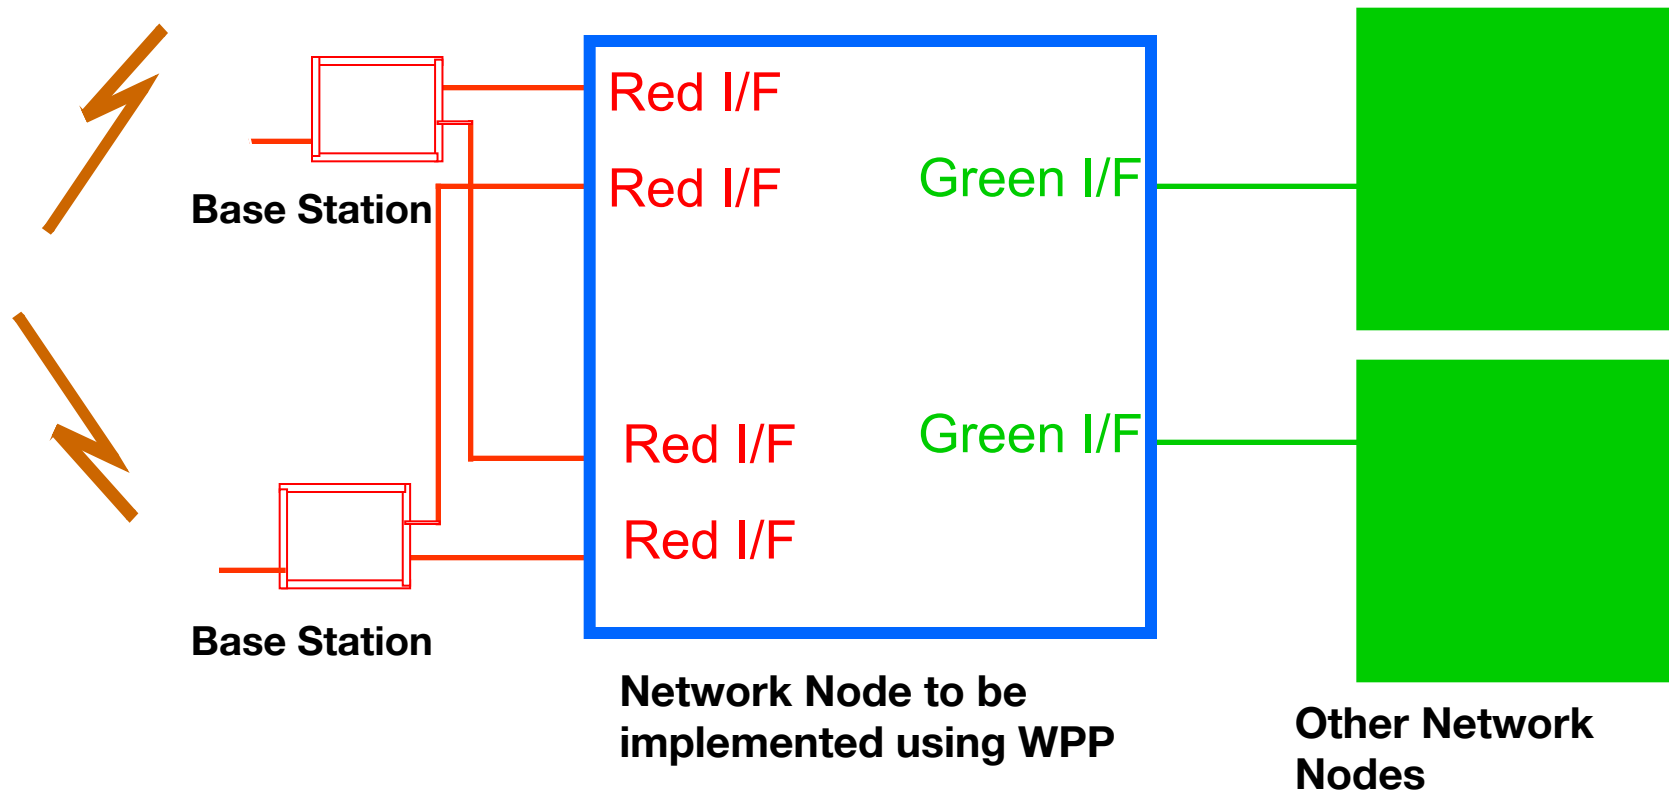 Red I/F
Red I/F
Green I/F
Base Station
Red I/F
Green I/F
Red I/F
Base Station
Network Node to be
implemented using WPP
Other Network
Nodes